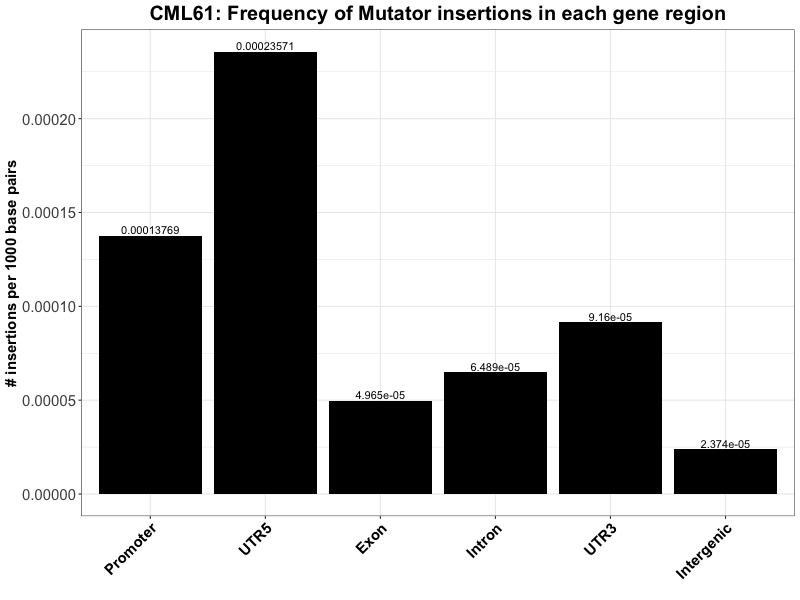 CML61: Frequency of Mutator insertions in each gene region
# insertions per 1000 base pairs
0.00020
0.00015
0.00010
0.00005
0.00000
0.00013769
0.00023571
4.965e-05
6.489e-05
9.16e-05
2.374e-05
Promoter
UTR5
Exon
Intron
UTR3
Intergenic